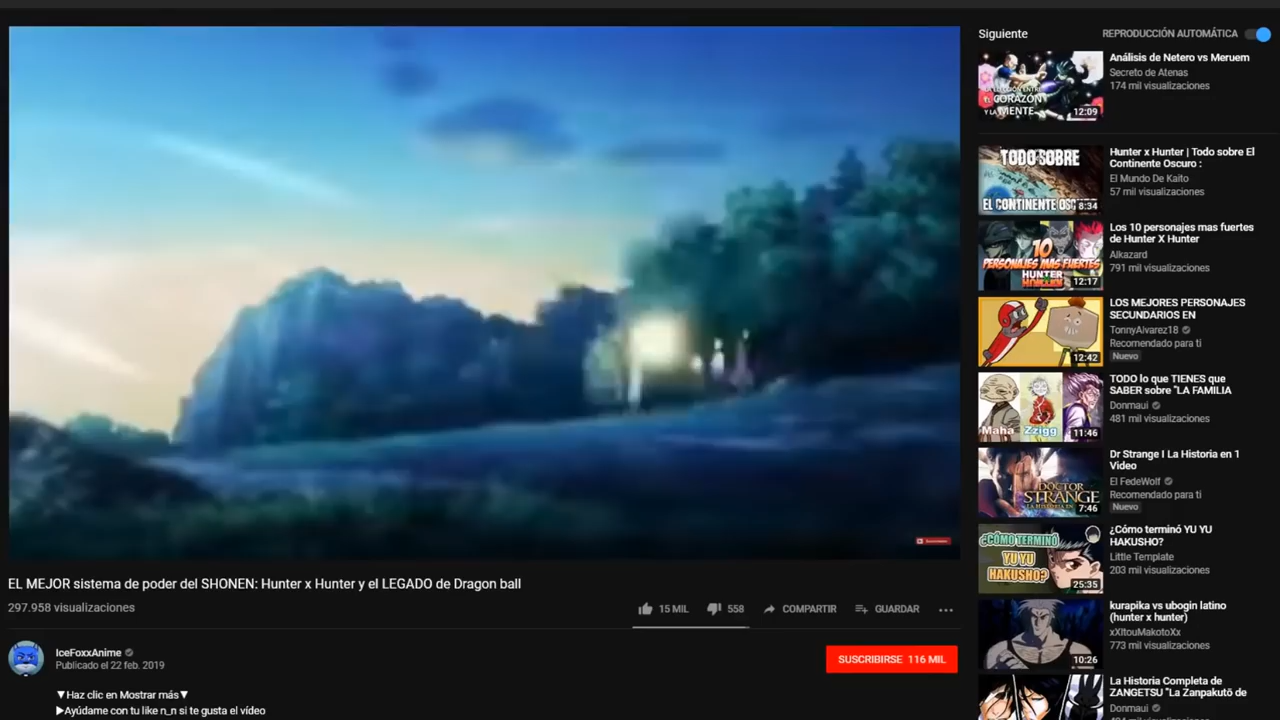 Siguiente
REPRODUCCIÓN AUTOMÁTICA
EL CORAZÓN
Y LA MENTE
12:09
Análisis de Netero vs Meruem
Secreto de Atenas
174 mil visualizaciones
TODO SOBRE
EL CONTINENTE
8:34
Hunter x Hunter | Todo sobre El
Continente Oscuro :
El Mundo De Kaito
57 mil visualizaciones
10
PERSONAJES MAS FUERTES
HUNTER
12:17
Los 10 personajes mas fuertes
de Hunter X Hunter
Alkazard
791 mil visualizaciones
12:42
LOS MEJORES PERSONAJES
SECUNDARIOS EN
TonnyAlvarez18
Recomendado para ti
Nuevo
Maha Zzigg
11:46
TODO lo que TIENES que
SABER sobre "LA FAMILIA
Donmaui
481 mil visualizaciones
DOCTOR
STRANGE
7:46
Dr Strange I La Historia en 1
Video
El FedeWolf
Recomendado para ti
Nuevo
¿CÓMO TERMINÓ
YU YU
HAKUSHO?
25:35
¿Cómo terminó YU YU
HAKUSHO?
Little Template
203 mil visualizaciones
10:26
kurapika vs ubogin latino
(hunter x hunter)
xXItouMakotoXx
773 mil visualizaciones
La Historia Completa de
ZANGETSU "La Zanpakutō de
Donmaui
EL MEJOR sistema de poder del SHONEN: Hunter x Hunter y el LEGADO de Dragon ball
297.958 visualizaciones
15 MIL
558
COMPARTIR
GUARDAR
IceFoxxAnime
Publicado el 22 feb. 2019
SUSCRIBIRSE 116 MIL
▼Haz clic en Mostrar más▼
▶Ayúdame con tu like n_n si te gusta el vídeo